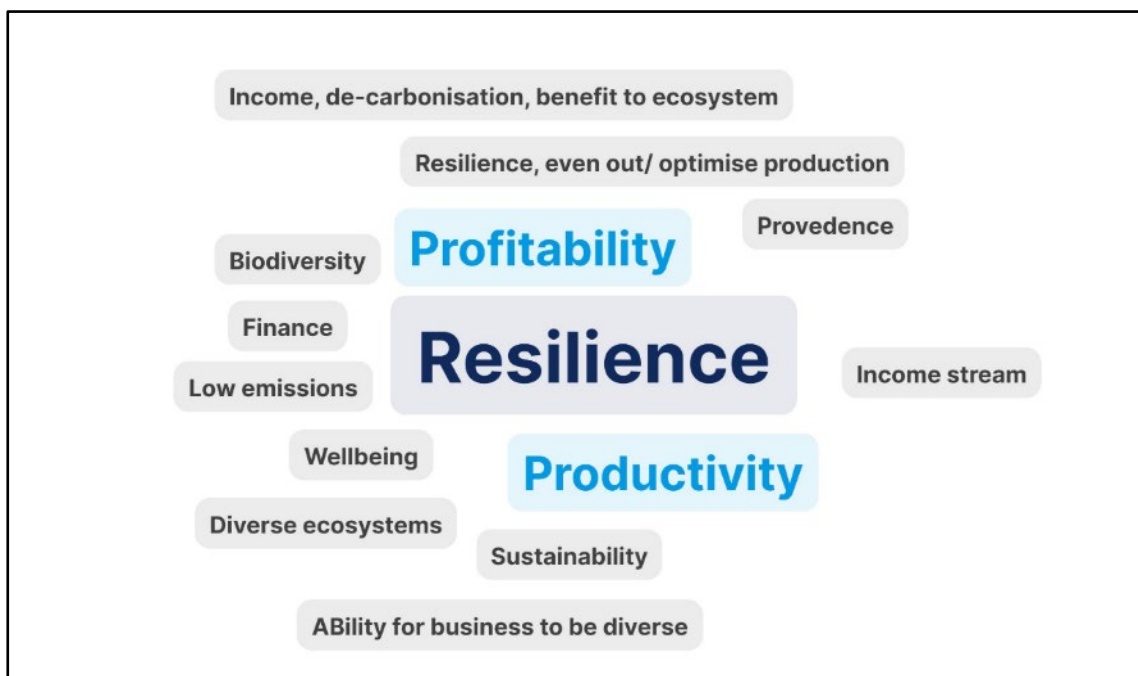 Income, de-carbonisation, benefit to ecosystem
Resilience, even out/ optimise production
Provedence
Profitability
Biodiversity
Finance
Resilience
Income stream
Low emissions
Wellbeing
Productivity
Diverse ecosystems
Sustainability
ABility for business to be diverse